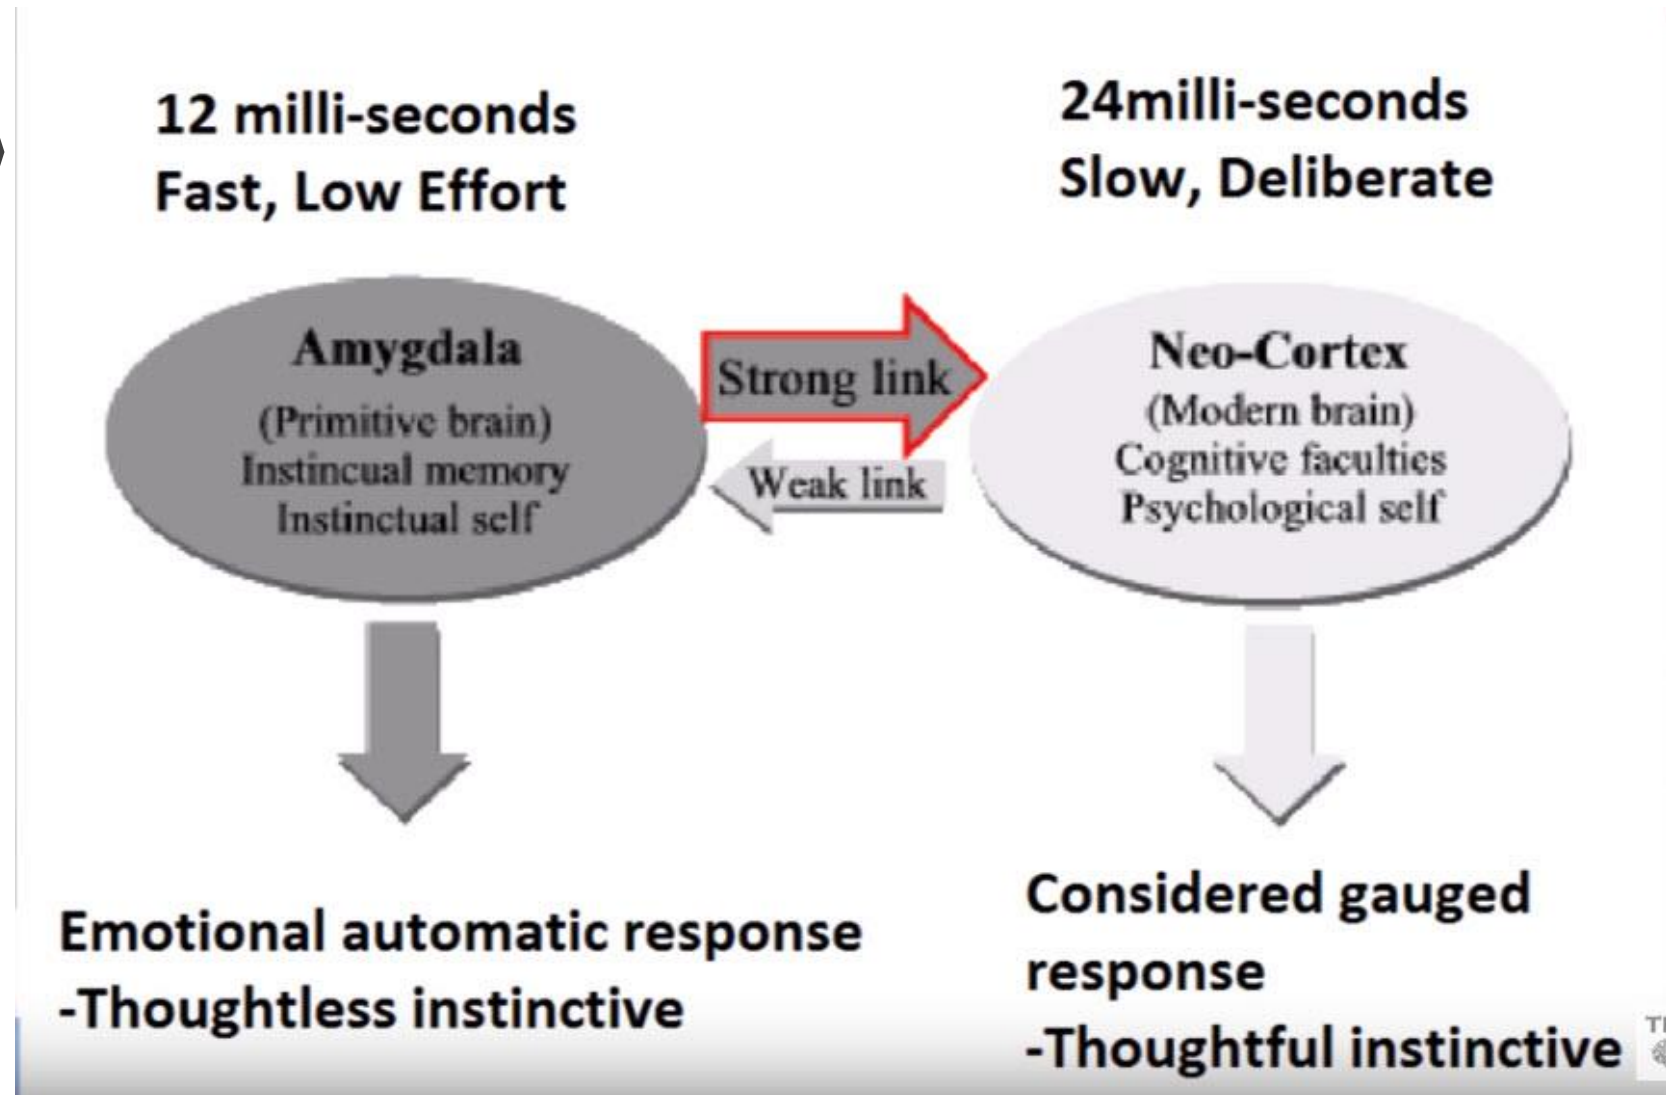 12 milli-seconds
Fast, Low Effort
24milli-seconds
Slow, Deliberate
Amygdala
(Primitive brain)
Instincual memory
Instinctual self
Strong link
Weak link
Neo-Cortex
(Modern brain)
Cognitive faculties
Psychological self
Emotional automatic response
-Thoughtless instinctive
Considered gauged
response
-Thoughtful instinctive